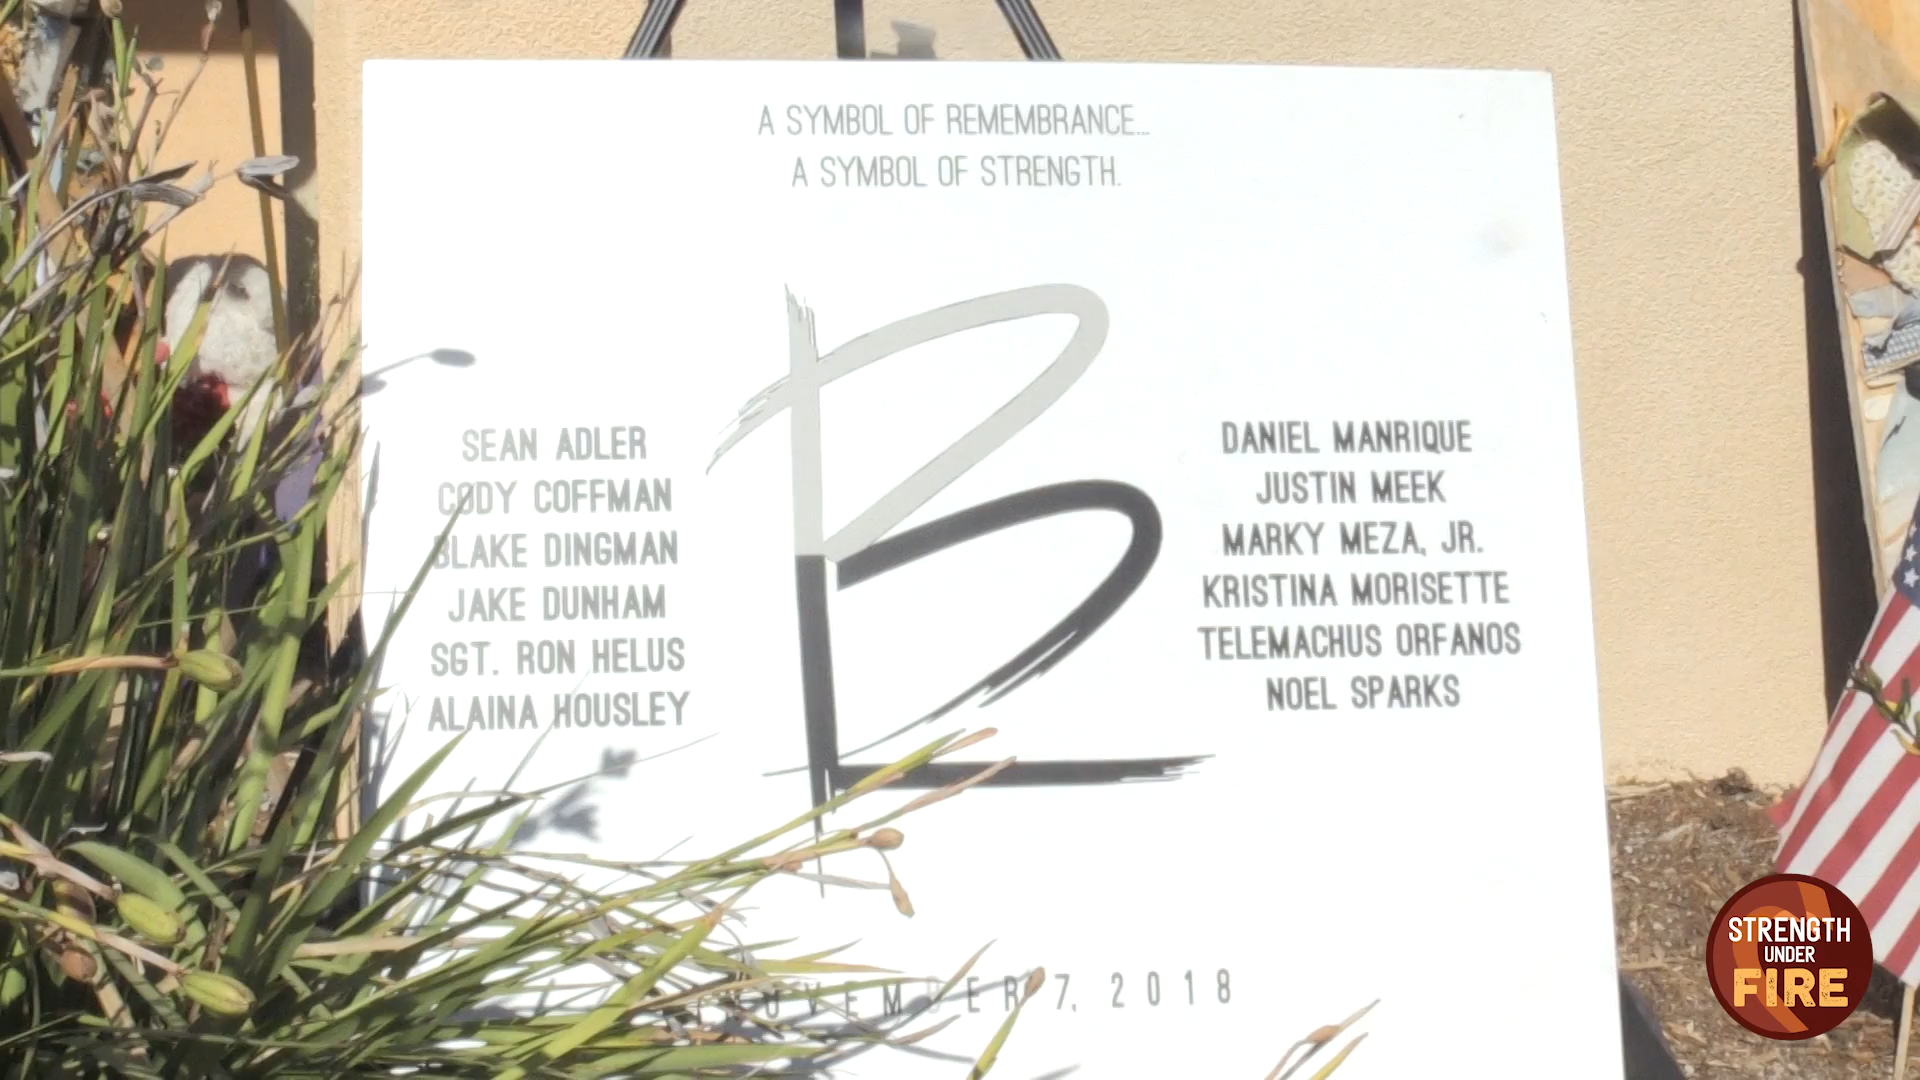 A SYMBOL OF REMEMBRANCE...
A SYMBOL OF STRENGTH.
SEAN ADLER
CODY COFFMAN
BLAKE DINGMAN
JAKE DUNHAM
SGT. RON HELUS
ALAINA HOUSLEY
B
DANIEL MANRIQUE
JUSTIN MEEK
MARKY MEZA, JR.
KRISTINA MORISETTE
TELEMACHUS ORFANOS
NOEL SPARKS
NOVEMBER 7, 2018
STRENGTH
UNDER
FIRE